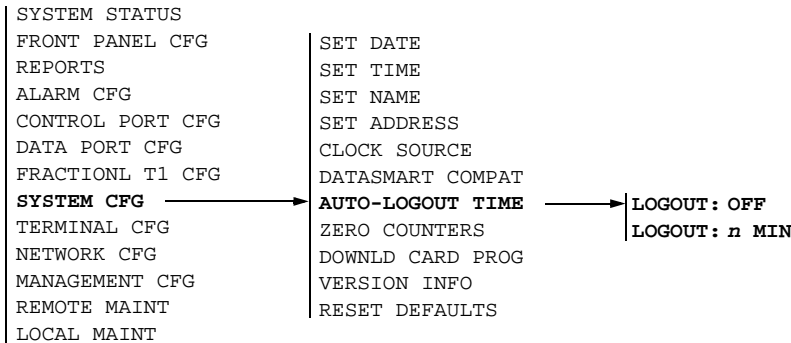 SYSTEM STATUS
FRONT PANEL CFG
REPORTS
ALARM CFG
CONTROL PORT CFG
DATA PORT CFG
FRACTIONL T1 CFG
SYSTEM CFG
TERMINAL CFG
NETWORK CFG
MANAGEMENT CFG
REMOTE MAINT
LOCAL MAINT
SET DATE
SET TIME
SET NAME
SET ADDRESS
CLOCK SOURCE
DATASMART COMPAT
AUTO-LOGOUT TIME
ZERO COUNTERS
DOWNLD CARD PROG
VERSION INFO
RESET DEFAULTS
LOGOUT: OFF
LOGOUT: n MIN